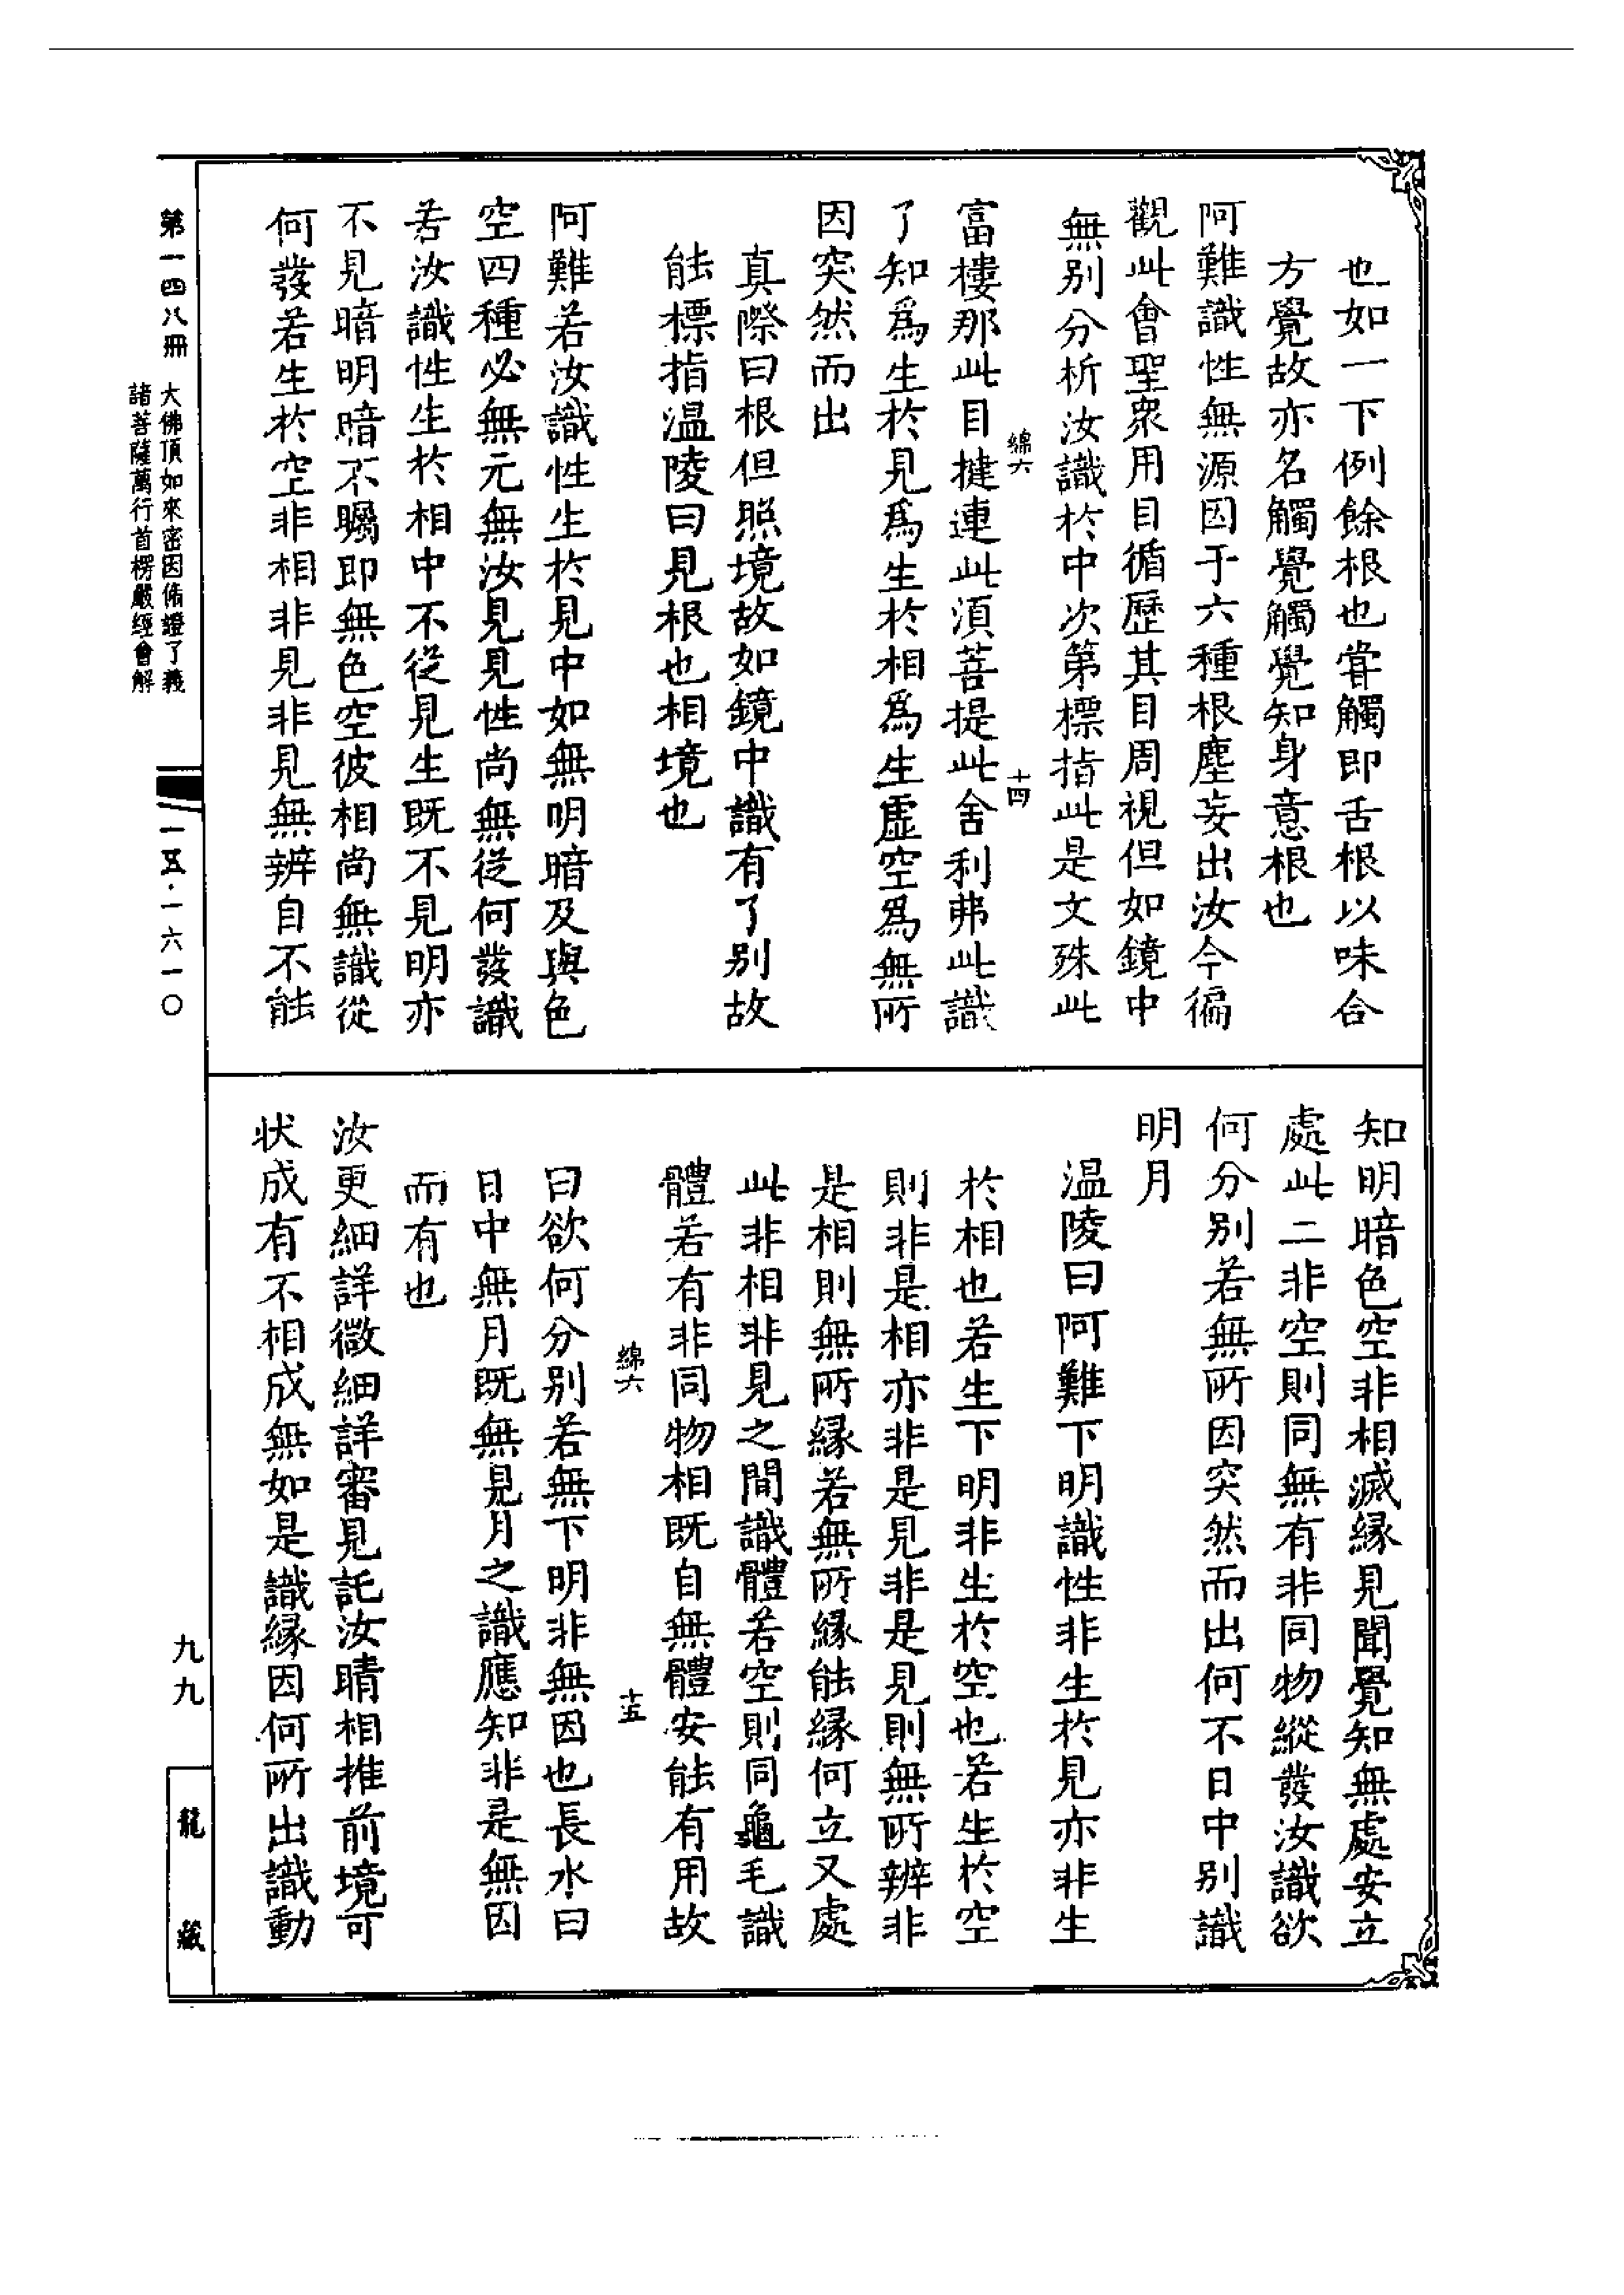 也如一下例餘根也甞觸即舌根以味合
方覺故亦名觸覺觸覺知身意根也
阿難識性無源因于六種根塵妄出汝今徧
觀此會聖衆用目循歷其目周視但如鏡中
無別分析汝識於中次第標指此是文殊此
綿六
十四
富樓那此目揵連此須菩提此舍利弗此識
了知爲生於見爲生於相爲生虛空爲無所
因突然而出
真際曰根但照境故如鏡中識有了別故
能標指温陵曰見根也相境也
阿難若汝識性生於見中如無明暗及與色
空四種必無元無汝見見性尚無從何發識
若汝識性生於相中不從見生既不見明亦
不見暗明暗不矚即無色空彼相尚無識從
何發若生於空非相非見非見無辨自不能
知明暗色空非相滅緣見聞覺知無處安立
處此二非空則同無有非同物縱發汝識欲
何分別若無所因突然而出何不日中別識
明月
温陵曰阿難下明識性非生於見亦非生
於相也若生下明非生於空也若生於空
則非是相亦非是見非是見則無所辨非
是相則無所緣若無所緣能緣何立又處
此非相非見之間識體若空則同龜毛識
體若有非同物相既自無體安能有用故
綿六
十五
曰欲何分別若無下明非無因也長水曰
日中無月既無見月之識應知非是無因
而有也
汝更細詳微細詳審見託汝睛相推前境可
状成有不相成無如是識緣因何所出識動
第一四八冊
大佛頂如來密因脩證了義
諸菩薩萬行首楞嚴經會解
一五·一六一〇
九九
龍藏